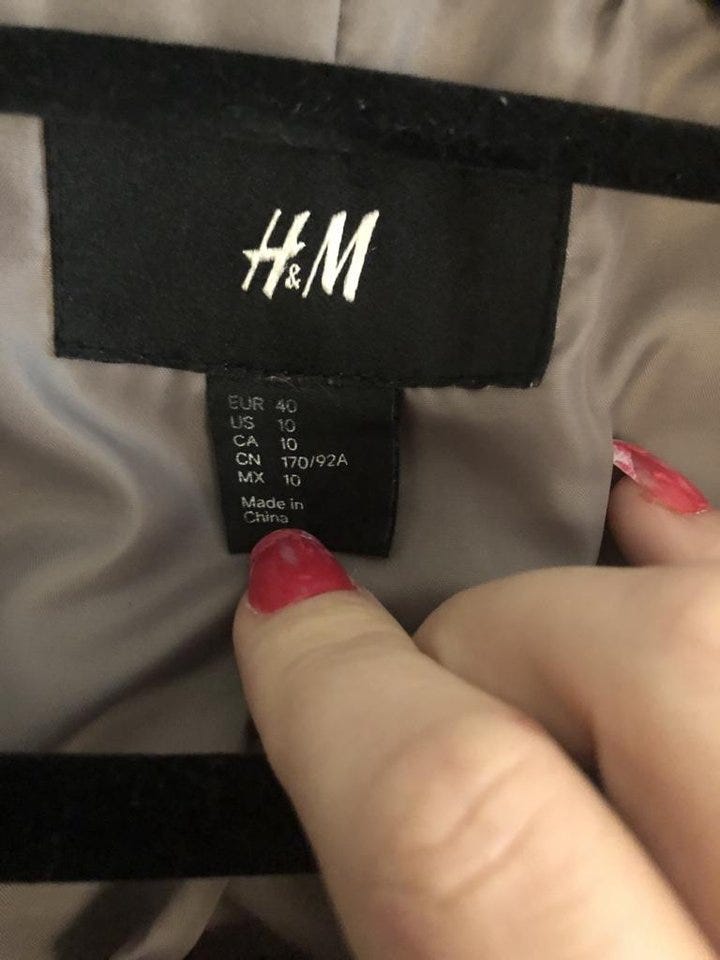 H&M
EUR 40
US 10
CA 10
CN 170/92A
MX 10
Made in
China